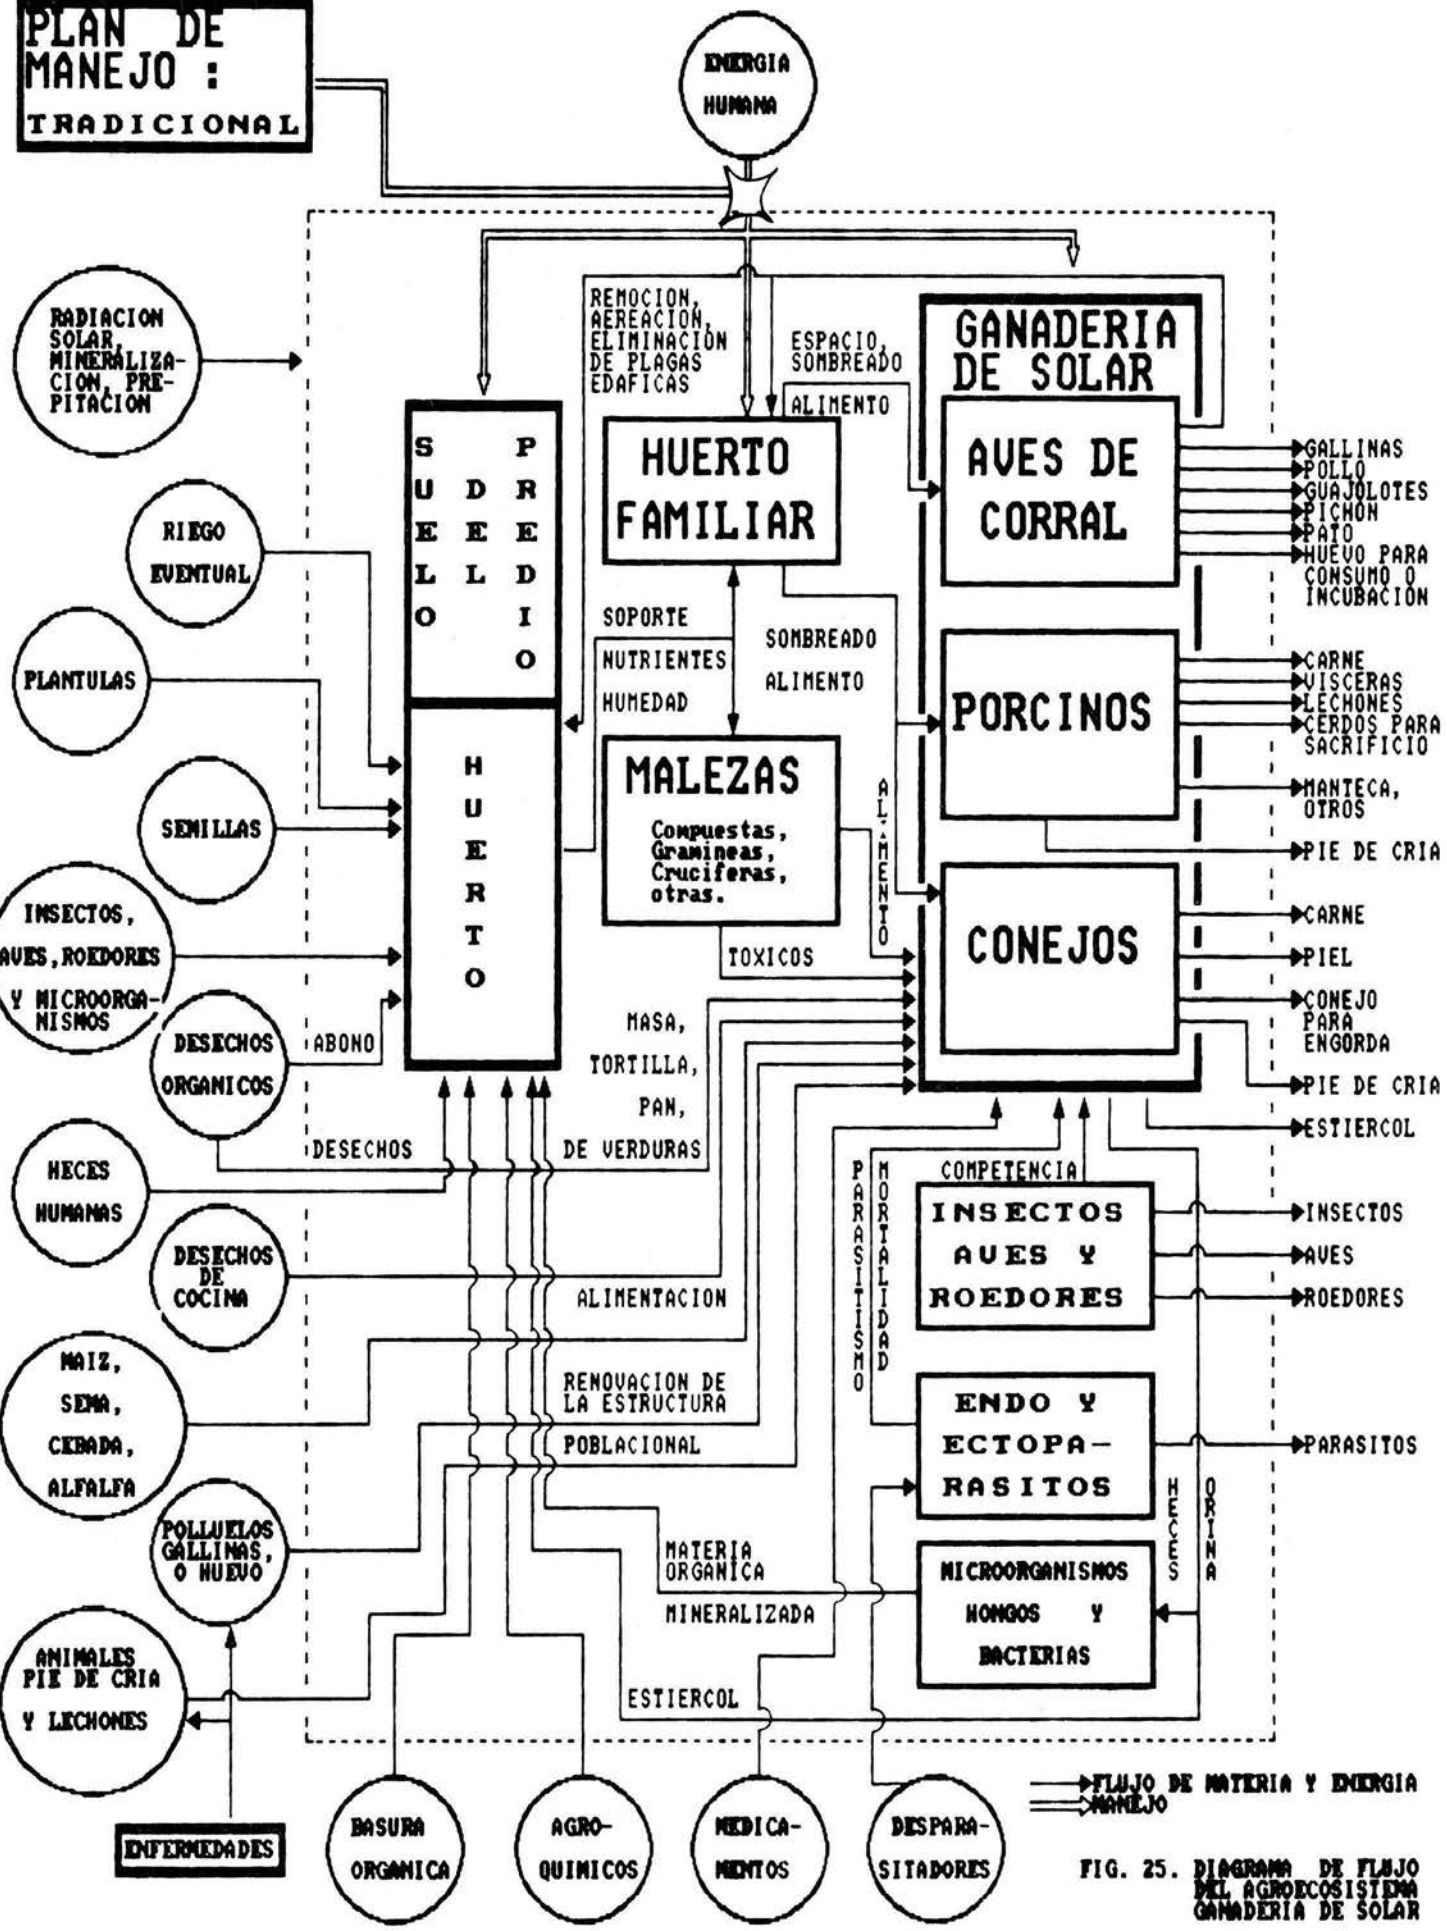 PLAN DE
MANEJO :
TRADICIONAL
ENERGIA
HUMANA
RADIACION
SOLAR,
MINERALIZA-
CION, PRE-
PITACION
RIEGO
EVENTUAL
PLANTULAS
SEMILLAS
INSECTOS,
AVES, ROEDORES
Y MICROORGA-
NISMOS
DESECHOS
ORGANICOS
ABONO
HECES
HUMANAS
DESECHOS
DE
COCINA
MAIZ,
SEMA,
CEBADA,
ALFALFA
POLLUELOS
GALLINAS,
O HUEVO
ANIMALES
PIE DE CRIA
Y LECHONES
ENFERMEDADES
SUELO
DEL
PREDIO
HUERTO
REMOCION,
AEREACIÓN,
ELIMINACIÓN
DE PLAGAS
EDAFICAS
ESPACIO,
SOMBREADO
ALIMENTO
HUERTO
FAMILIAR
SOPORTE
NUTRIENTES
HUMEDAD
SOMBREADO
ALIMENTO
MALEZAS
Compuestas,
Gramineas,
Cruciferas,
otras.
ALIMENTO
TOXICOS
MASA,
TORTILLA,
PAN,
DESECHOS
DE VERDURAS
ALIMENTACION
RENOVACION DE
LA ESTRUCTURA
POBLACIONAL
MATERIA
ORGANICA
MINERALIZADA
ESTIERCOL
GANADERIA
DE SOLAR
AVES DE
CORRAL
PORCINOS
CONEJOS
PARASITISMO
MORTALIDAD
COMPETENCIA
INSECTOS
AVES Y
ROEDORES
ENDO Y
ECTOPA-
RASITOS
HECES
ORINA
MICROORGANISMOS
HONGOS Y
BACTERIAS
GALLINAS
POLLO
GUAJOLOTES
PICHÓN
PATO
HUEVO PARA
CONSUMO O
INCUBACIÓN
CARNE
VISCERAS
LECHONES
CERDOS PARA
SACRIFICIO
MANTECA,
OTROS
PIE DE CRIA
CARNE
PIEL
CONEJO
PARA
ENGORDA
PIE DE CRIA
ESTIERCOL
INSECTOS
AVES
ROEDORES
PARASITOS
BASURA
ORGANICA
AGRO-
QUIMICOS
MEDICA-
MENTOS
DESPARA-
SITADORES
FLUJO DE MATERIA Y ENERGIA
MANEJO
FIG. 25. DIAGRAMA DE FLUJO
DEL AGROECOSISTEMA
GANADERIA DE SOLAR